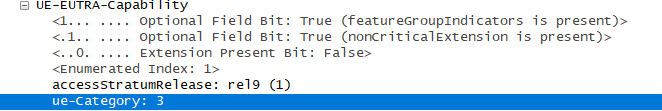 UE-EUTRA-Capability
<1... .... Optional Field Bit: True (featureGroupIndicators is present)>
<.1.. .... Optional Field Bit: True (nonCriticalExtension is present)>
<..0. .... Extension Present Bit: False>
<Enumerated Index: 1>
accessStratumRelease: rel9 (1)
ue-Category: 3